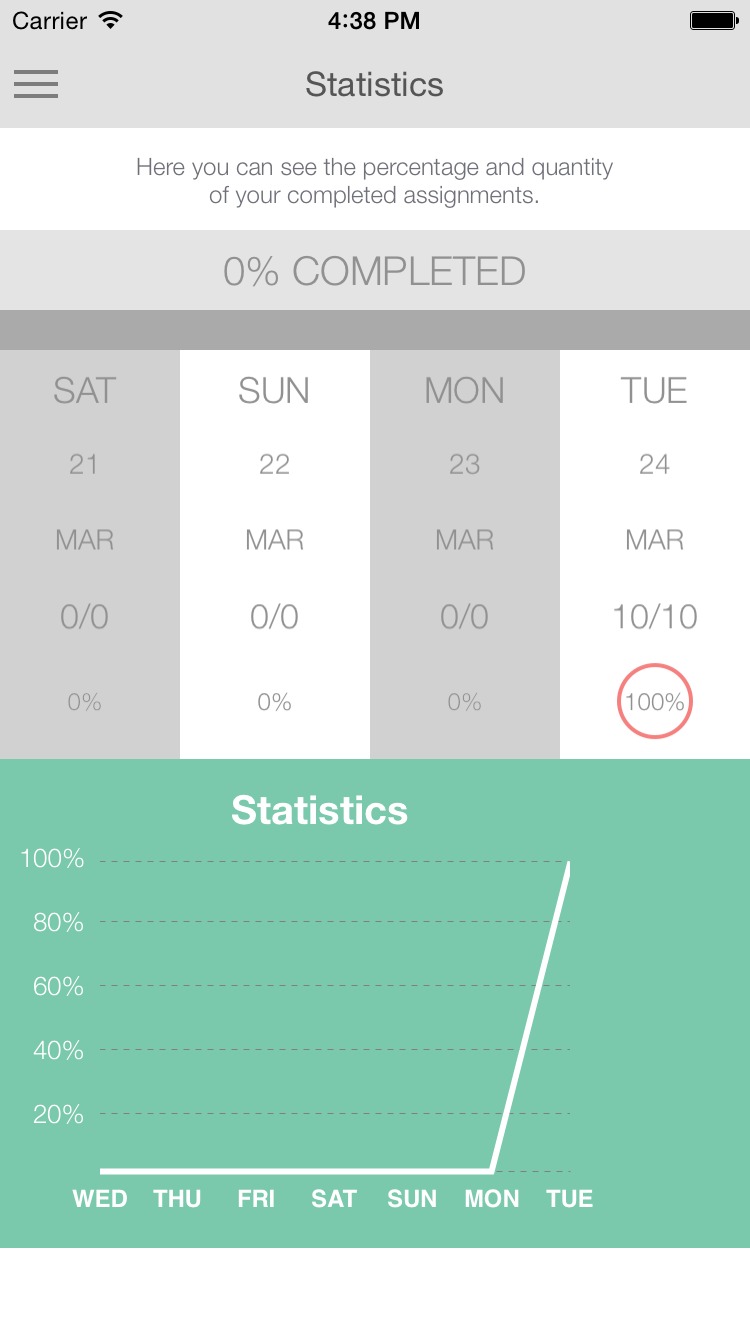 Carrier 4:38 PM
Statistics
Here you can see the percentage and quantity
of your completed assignments.
0% COMPLETED
SAT SUN MON TUE
21 22 23 24
MAR MAR MAR MAR
0/0 0/0 0/0 10/10
0% 0% 0% 100%
Statistics
100%
80%
60%
40%
20%
WED THU FRI SAT SUN MON TUE